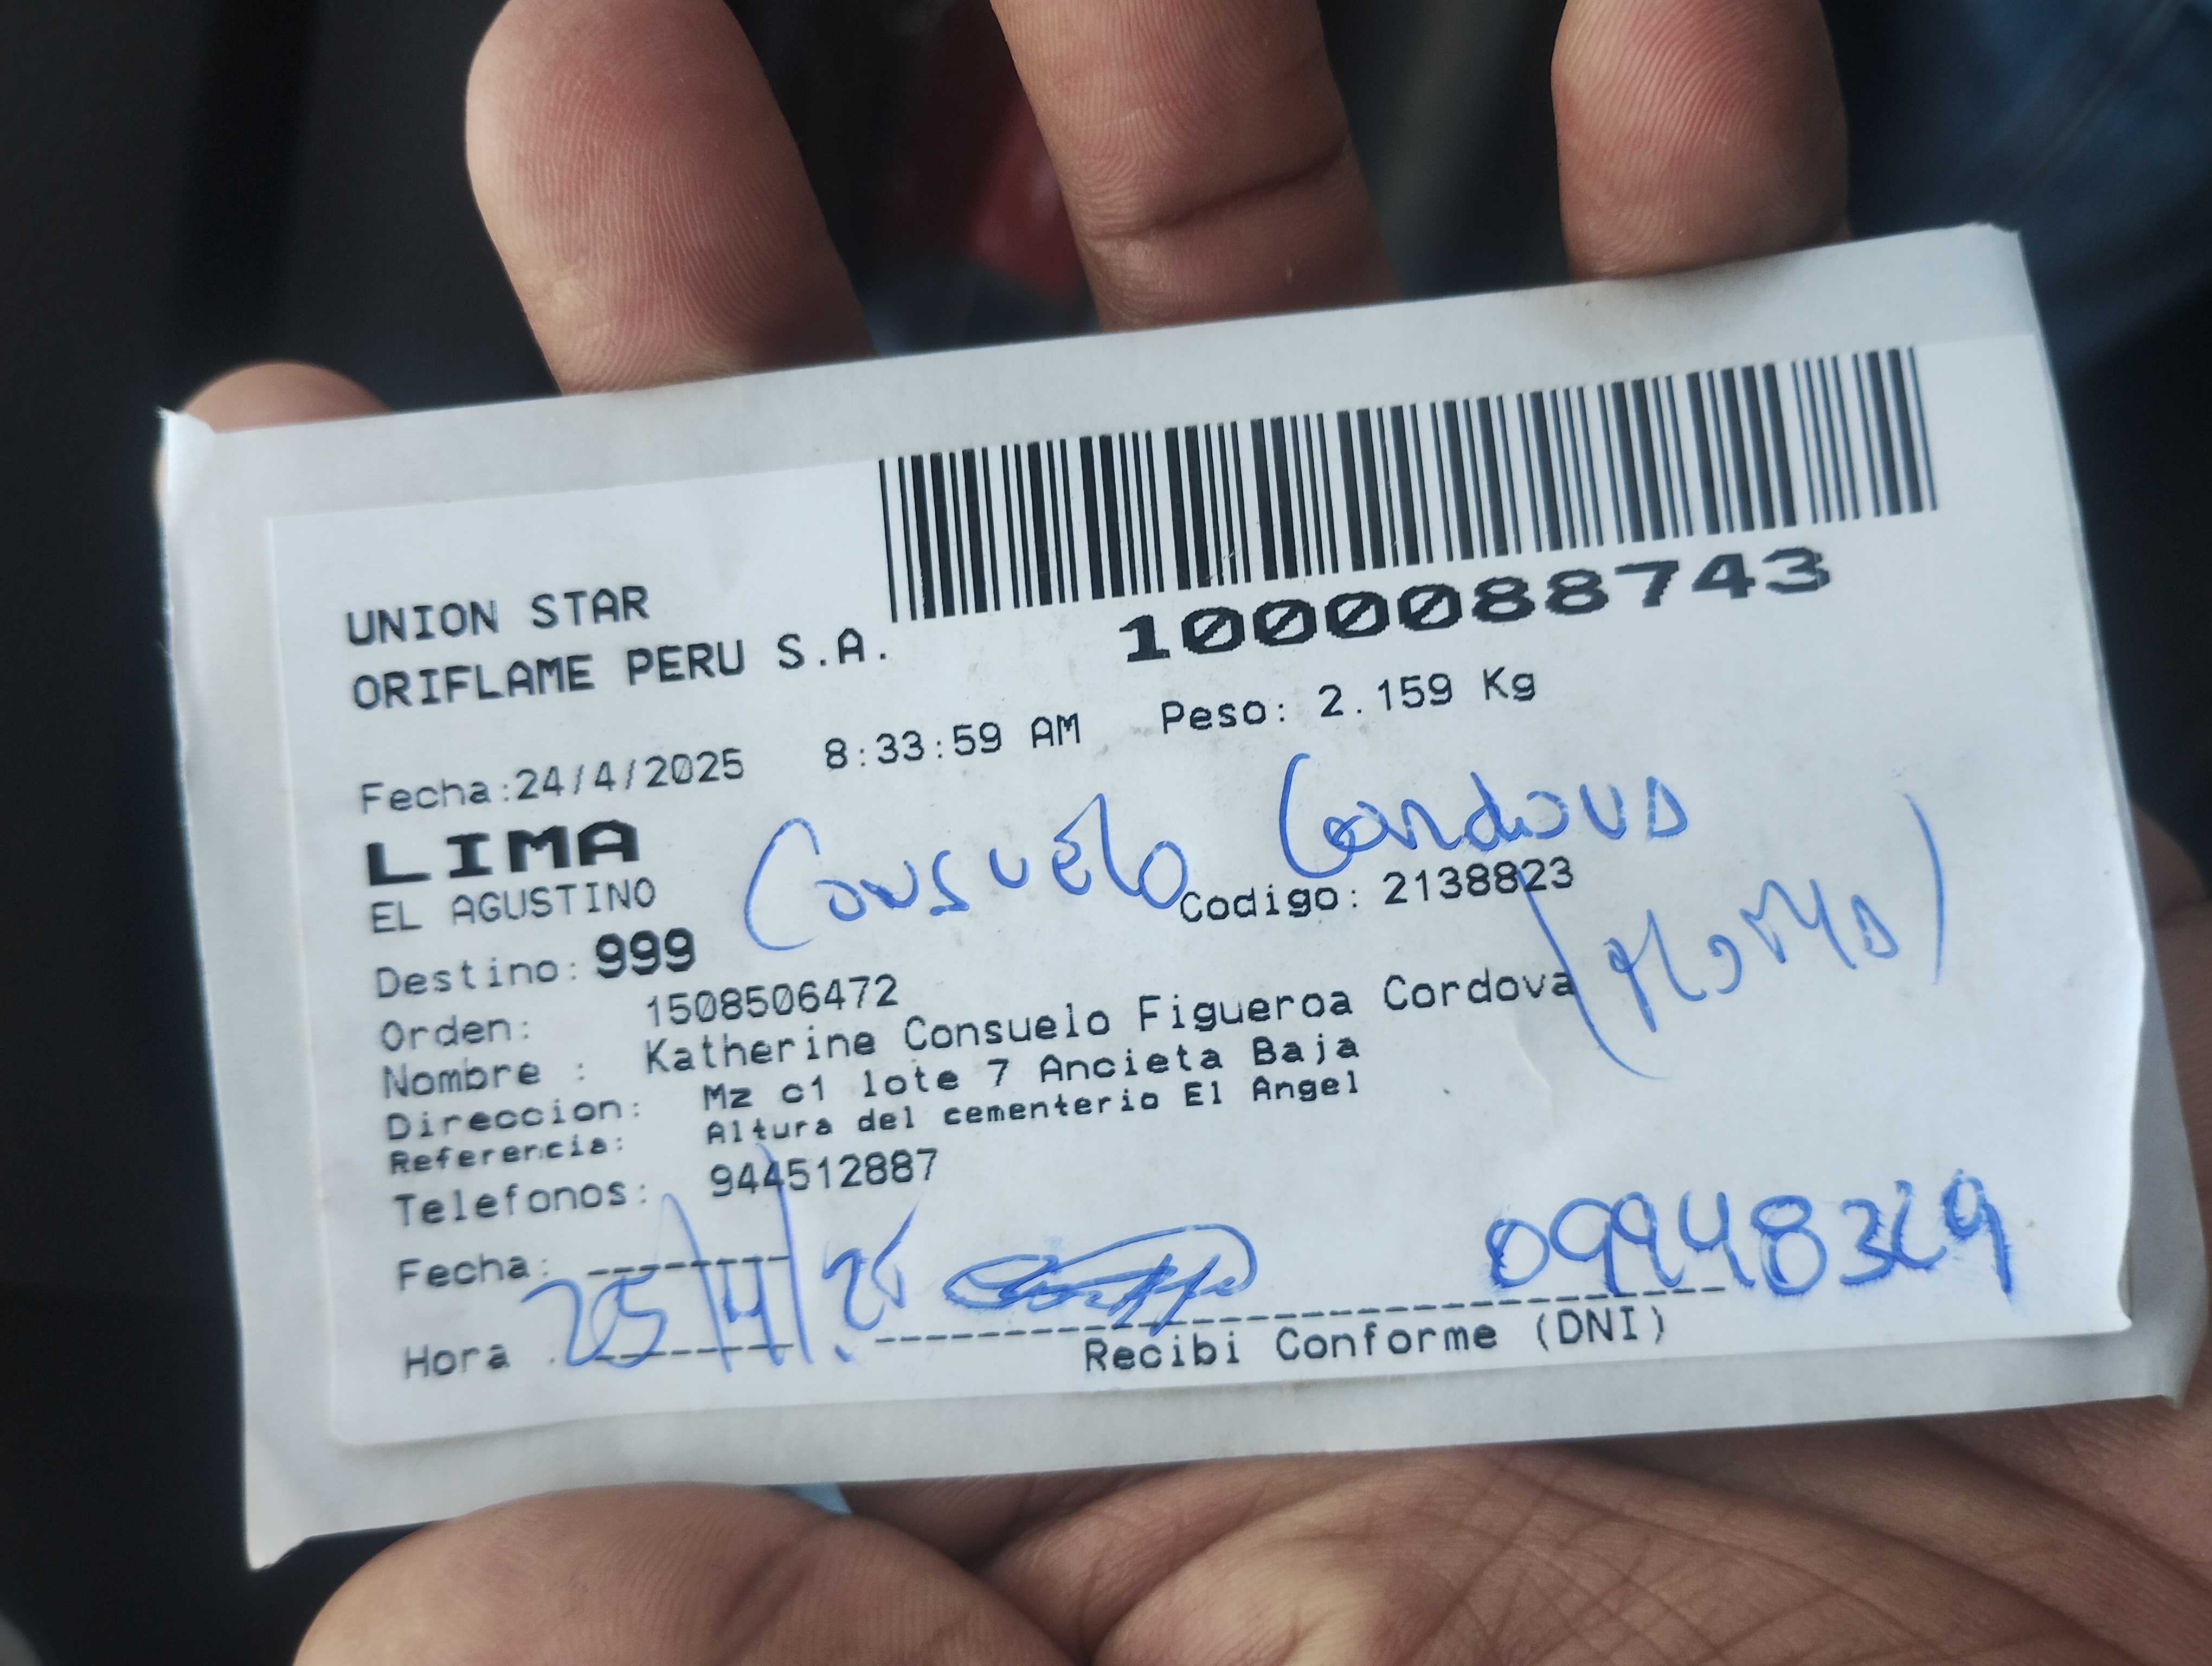 1000088743
UNION STAR
ORIFLAME PERU S.A.
Fecha:24/4/2025 8:33:59 AM Peso: 2.159 Kg
LIMA
Consuelo Cordova
EL AGUSTINO
Codigo: 2138823
Destino: 999
Orden: 1508506472
Nombre : Katherine Consuelo Figueroa Cordova
Direccion: Mz c1 lote 7 Ancieta Baja
Referencia: Altura del cementerio El Angel
Telefonos: 944512887
Fecha:
25/4/25
Hora
Recibi Conforme (DNI)